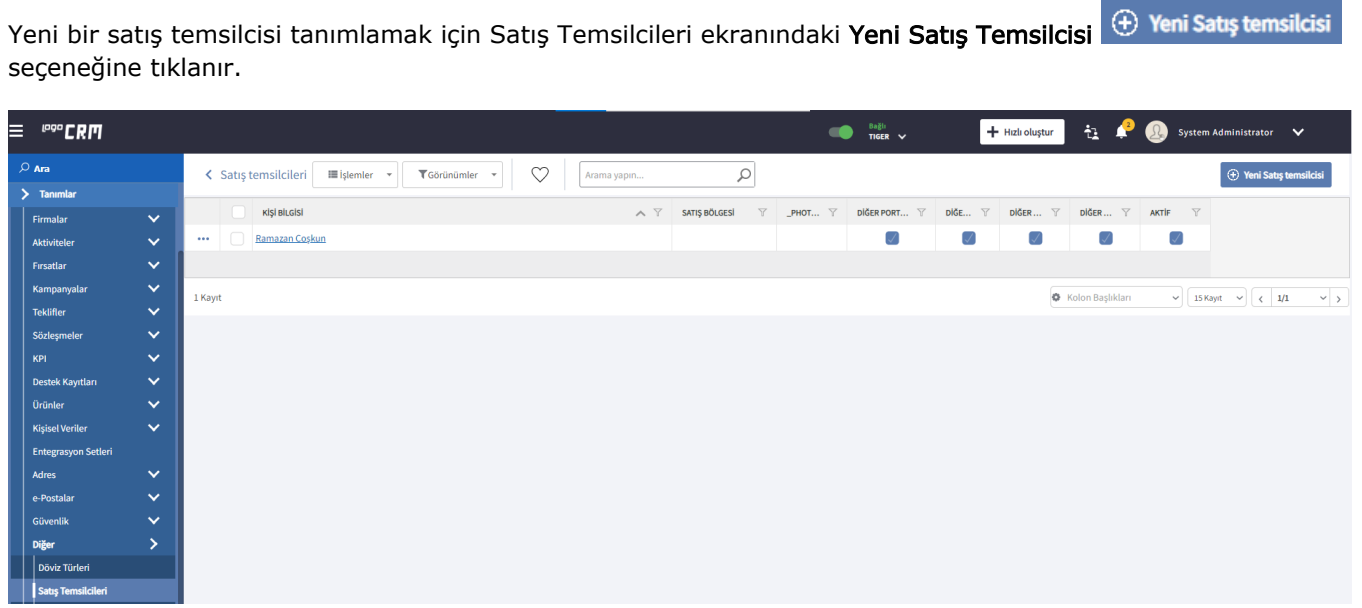 Yeni bir satış temsilcisi tanımlamak için Satış Temsilcileri ekranındaki Yeni Satış Temsilcisi Yeni Satış temsilcisi
seçeneğine tıklanır.
logo CRM Bağlı TIGER Hızlı oluştur 2 System Administrator
Ara
Satış temsilcileri İşlemler Görünümler Arama yapın... Yeni Satış temsilcisi
Tanımlar
KİŞİ BİLGİSİ SATIŞ BÖLGESİ _PHOT... DİĞER PORT... DİĞE... DİĞER ... DİĞER ... AKTİF
Firmalar
Aktiviteler
Ramazan Coşkun
Fırsatlar
Kampanyalar
1 Kayıt Kolon Başlıkları 15 Kayıt 1/1
Teklifler
Sözleşmeler
KPI
Destek Kayıtları
Ürünler
Kişisel Veriler
Entegrasyon Setleri
Adres
e-Postalar
Güvenlik
Diğer
Döviz Türleri
Satış Temsilcileri